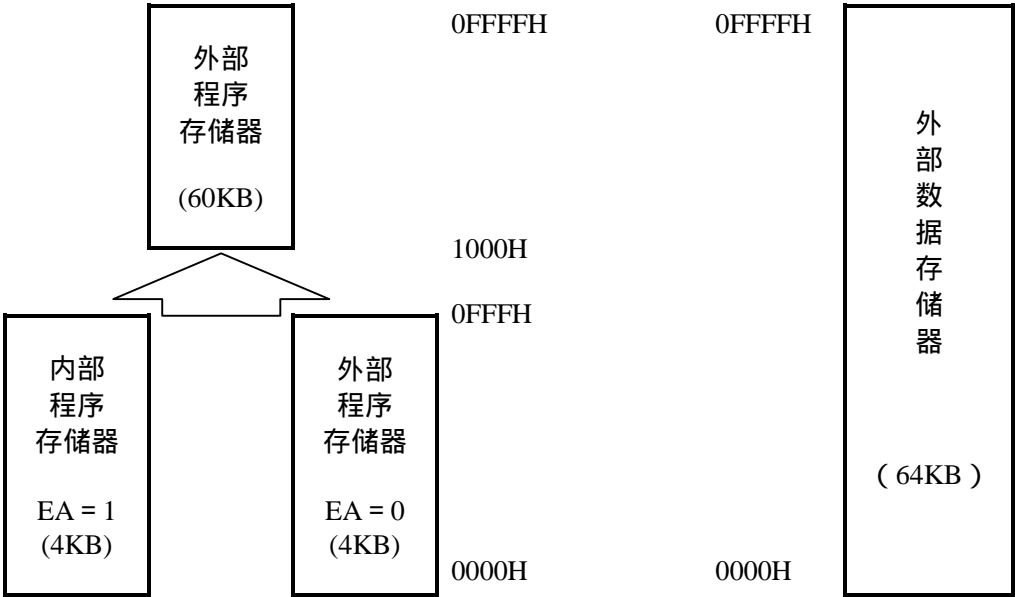 外部
程序
存储器
(60KB)
内部
程序
存储器
EA = 1
(4KB)
外部
程序
存储器
EA = 0
(4KB)
0FFFFH
1000H
0FFFH
0000H
0FFFFH
0000H
外
部
数
据
存
储
器
( 64KB )